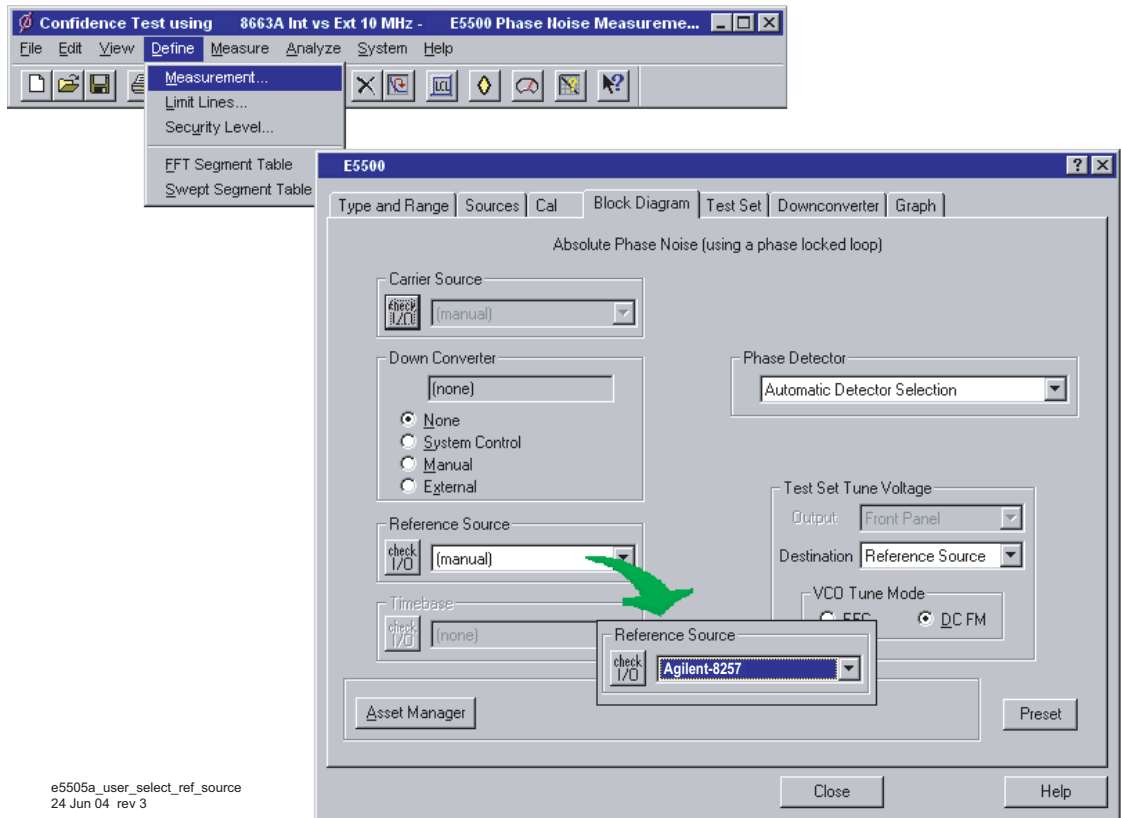 Confidence Test using 8663A Int vs Ext 10 MHz - E5500 Phase Noise Measureme...
File Edit View Define Measure Analyze System Help
Measurement...
Limit Lines...
Security Level...
FFT Segment Table
Swept Segment Table
LCL
E5500
Type and Range Sources Cal Block Diagram Test Set Downconverter Graph
Absolute Phase Noise (using a phase locked loop)
Carrier Source
check I/O (manual)
Down Converter
(none)
None
System Control
Manual
External
Phase Detector
Automatic Detector Selection
Reference Source
check I/O (manual)
Timebase
check I/O (none)
Test Set Tune Voltage
Output: Front Panel
Destination Reference Source
VCO Tune Mode
DC FM
Reference Source
check I/O Agilent-8257
Asset Manager
Preset
Close Help
e5505a_user_select_ref_source
24 Jun 04 rev 3